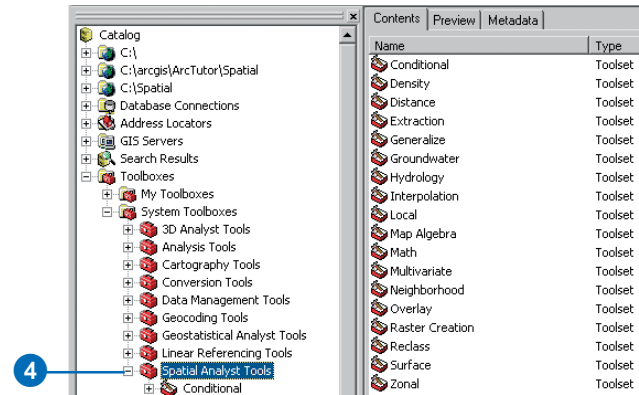 Catalog
C:\
C:\arcgis\ArcTutor\Spatial
C:\Spatial
Database Connections
Address Locators
GIS Servers
Search Results
Toolboxes
My Toolboxes
System Toolboxes
3D Analyst Tools
Analysis Tools
Cartography Tools
Conversion Tools
Data Management Tools
Geocoding Tools
Geostatistical Analyst Tools
Linear Referencing Tools
4
Spatial Analyst Tools
Conditional
Contents Preview Metadata
Name Type
Conditional Toolset
Density Toolset
Distance Toolset
Extraction Toolset
Generalize Toolset
Groundwater Toolset
Hydrology Toolset
Interpolation Toolset
Local Toolset
Map Algebra Toolset
Math Toolset
Multivariate Toolset
Neighborhood Toolset
Overlay Toolset
Raster Creation Toolset
Reclass Toolset
Surface Toolset
Zonal Toolset